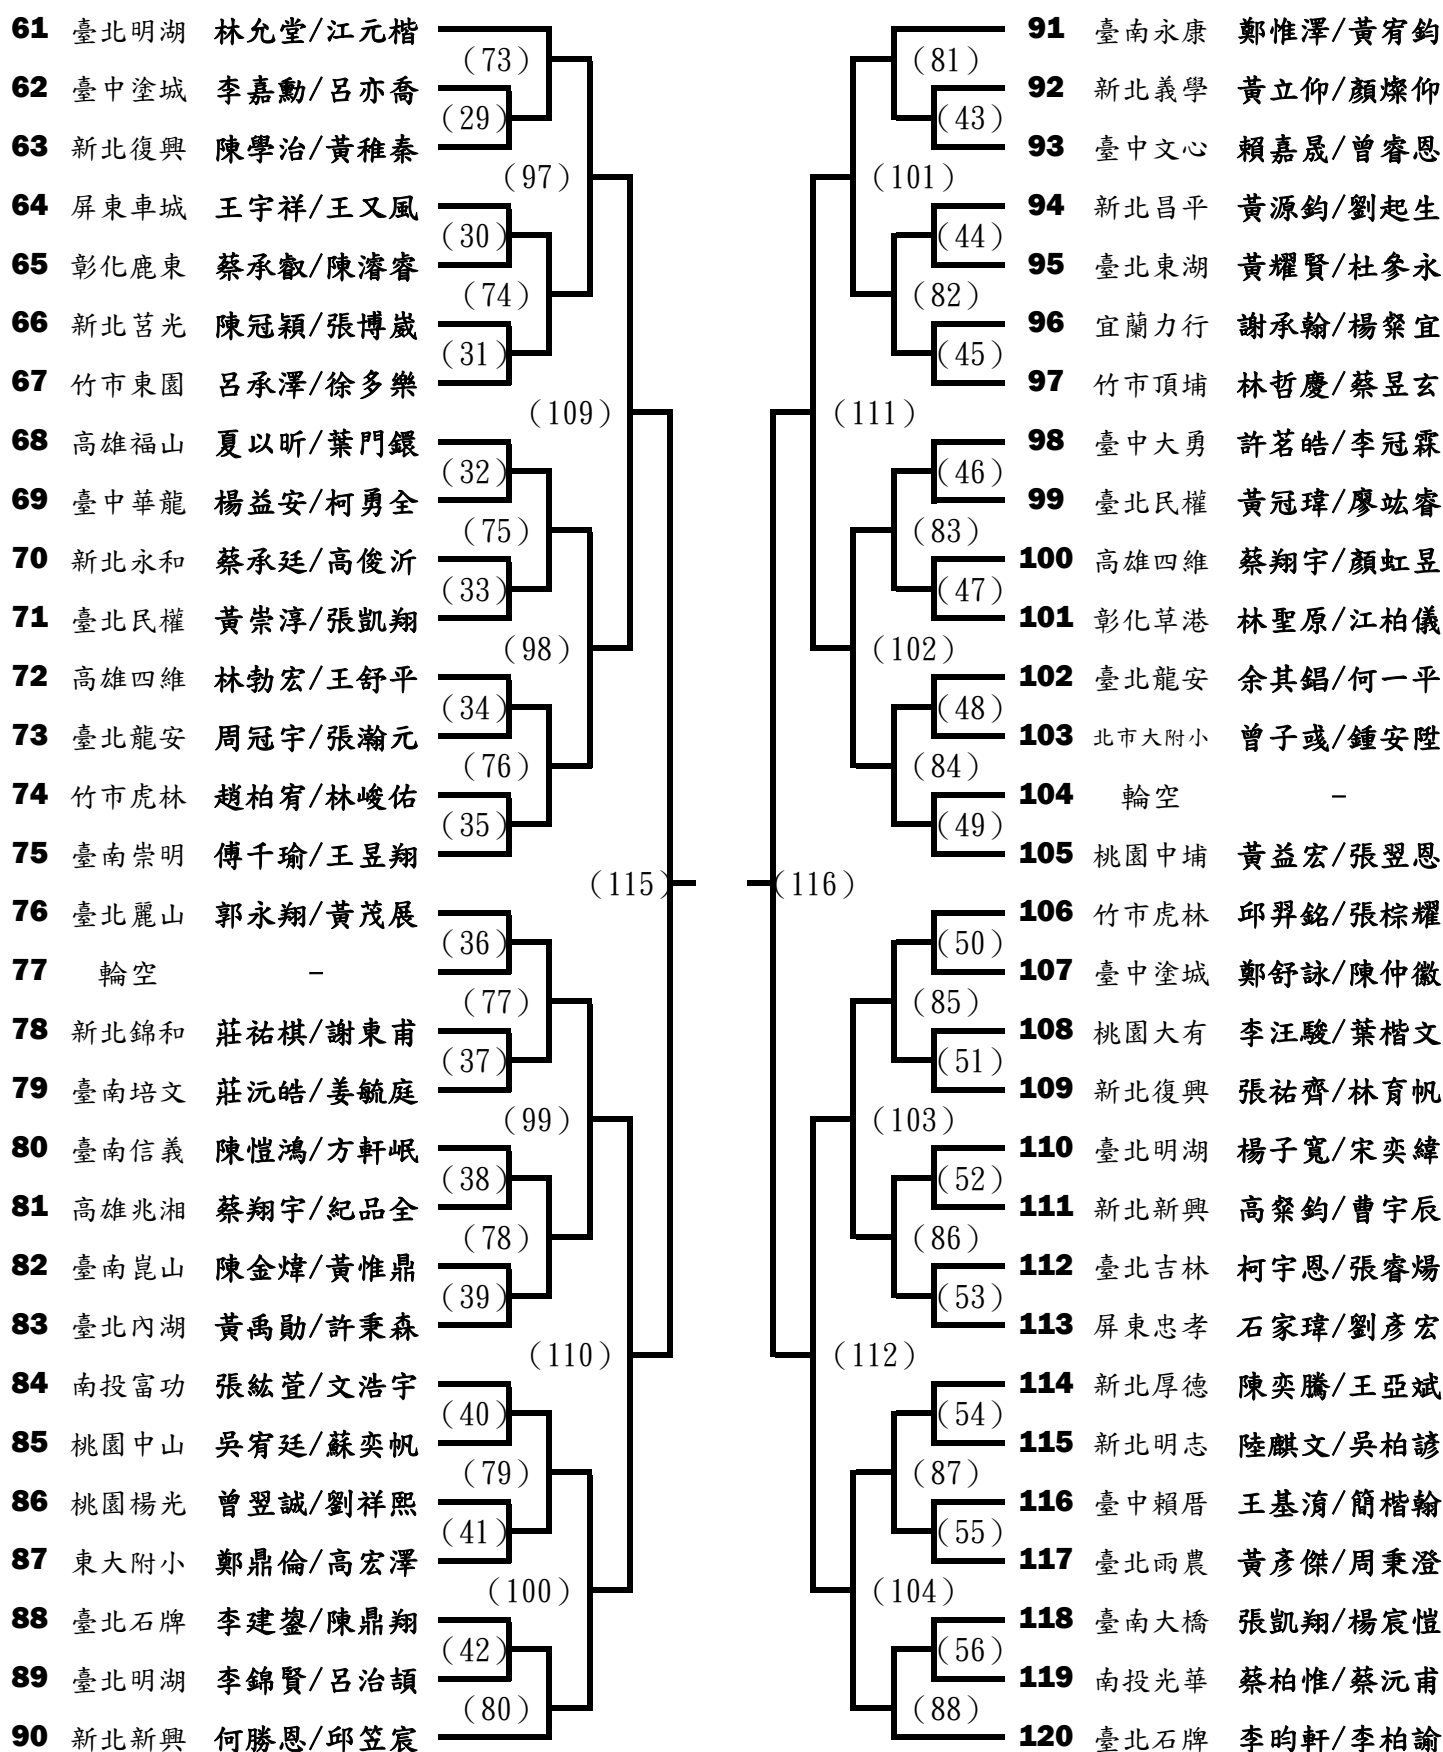 61 臺北明湖 林允堂/江元楷
(73)
62 臺中塗城 李嘉勳/呂亦喬
(29)
63 新北復興 陳學治/黃稚秦
(97)
64 屏東車城 王宇祥/王又風
(30)
65 彰化鹿東 蔡承叡/陳濬睿
(74)
66 新北莒光 陳冠穎/張博崴
(31)
67 竹市東園 呂承澤/徐多樂
(109)
68 高雄福山 夏以昕/葉門鐶
(32)
69 臺中華龍 楊益安/柯勇全
(75)
70 新北永和 蔡承廷/高俊沂
(33)
71 臺北民權 黃崇淳/張凱翔
(98)
72 高雄四維 林勃宏/王舒平
(34)
73 臺北龍安 周冠宇/張瀚元
(76)
74 竹市虎林 趙柏宥/林峻佑
(35)
75 臺南崇明 傅千瑜/王昱翔
(115)
76 臺北麗山 郭永翔/黃茂展
(36)
77 輪空 -
(77)
78 新北錦和 莊祐棋/謝東甫
(37)
79 臺南培文 莊沅皓/姜毓庭
(99)
80 臺南信義 陳愷鴻/方軒岷
(38)
81 高雄兆湘 蔡翔宇/紀品全
(78)
82 臺南崑山 陳金煒/黃惟鼎
(39)
83 臺北內湖 黃禹勛/許秉森
(110)
84 南投富功 張紘萱/文浩宇
(40)
85 桃園中山 吳宥廷/蘇奕帆
(79)
86 桃園楊光 曾翌誠/劉祥熙
(41)
87 東大附小 鄭鼎倫/高宏澤
(100)
88 臺北石牌 李建鋆/陳鼎翔
(42)
89 臺北明湖 李錦賢/呂治頡
(80)
90 新北新興 何勝恩/邱笠宸
91 臺南永康 鄭惟澤/黃宥鈞
(81)
92 新北義學 黃立仰/顏燦仰
(43)
93 臺中文心 賴嘉晟/曾睿恩
(101)
94 新北昌平 黃源鈞/劉起生
(44)
95 臺北東湖 黃耀賢/杜參永
(82)
96 宜蘭力行 謝承翰/楊粲宜
(45)
97 竹市頂埔 林哲慶/蔡昱玄
(111)
98 臺中大勇 許茗皓/李冠霖
(46)
99 臺北民權 黃冠瑋/廖竑睿
(83)
100 高雄四維 蔡翔宇/顏虹昱
(47)
101 彰化草港 林聖原/江柏儀
(102)
102 臺北龍安 余其錩/何一平
(48)
103 北市大附小 曾子彧/鍾安陞
(84)
104 輪空 -
(49)
105 桃園中埔 黃益宏/張翌恩
(116)
106 竹市虎林 邱羿銘/張棕耀
(50)
107 臺中塗城 鄭舒詠/陳仲徽
(85)
108 桃園大有 李汪駿/葉楷文
(51)
109 新北復興 張祐齊/林育帆
(103)
110 臺北明湖 楊子寬/宋奕緯
(52)
111 新北新興 高粲鈞/曹宇辰
(86)
112 臺北吉林 柯宇恩/張睿煬
(53)
113 屏東忠孝 石家瑋/劉彥宏
(112)
114 新北厚德 陳奕騰/王亞斌
(54)
115 新北明志 陸麒文/吳柏諺
(87)
116 臺中賴厝 王基淯/簡楷翰
(55)
117 臺北雨農 黃彥傑/周秉澄
(104)
118 臺南大橋 張凱翔/楊宸愷
(56)
119 南投光華 蔡柏惟/蔡沅甫
(88)
120 臺北石牌 李昀軒/李柏諭